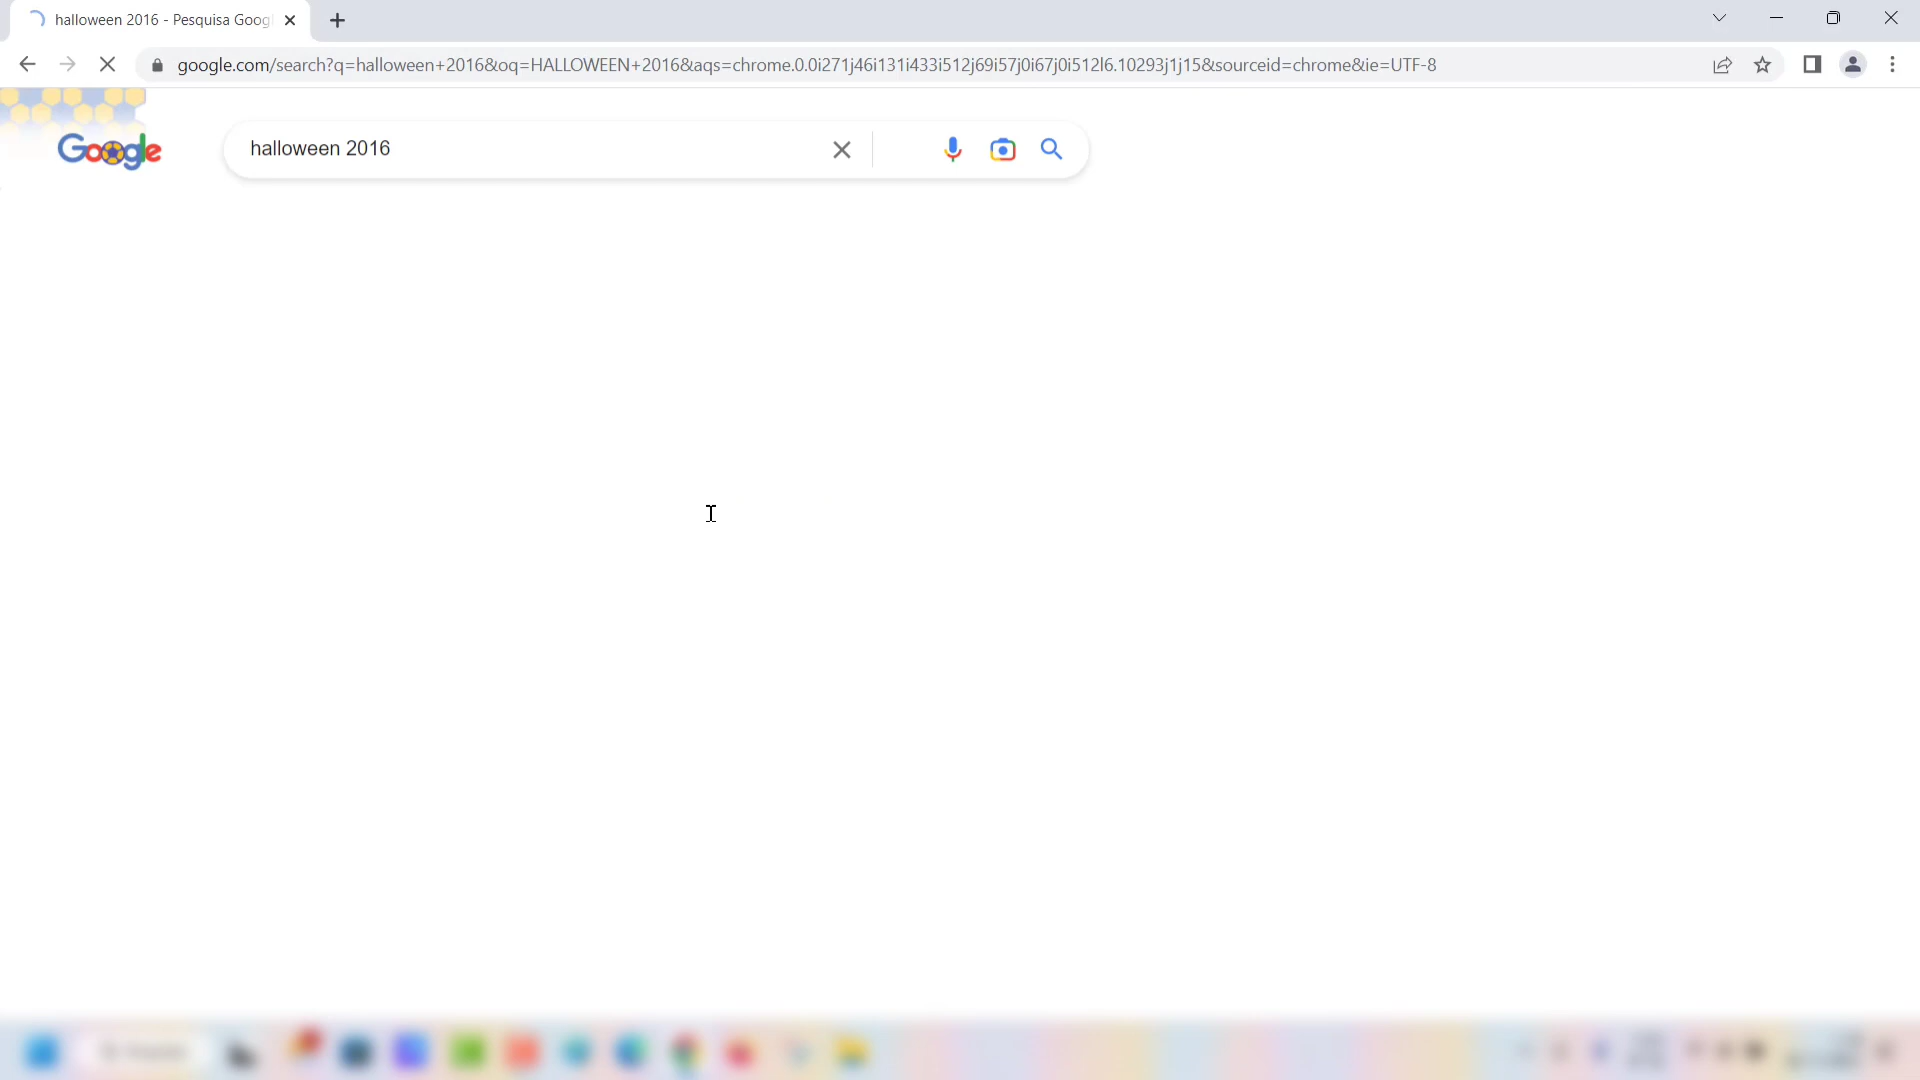 halloween 2016 - Pesquisa Goog
google.com/search?q=halloween+2016&oq=HALLOWEEN+2016&aqs=chrome.0.0i271j46i131i433i512j69i57j0i67j0i512l6.10293j1j15&sourceid=chrome&ie=UTF-8
Google
halloween 2016